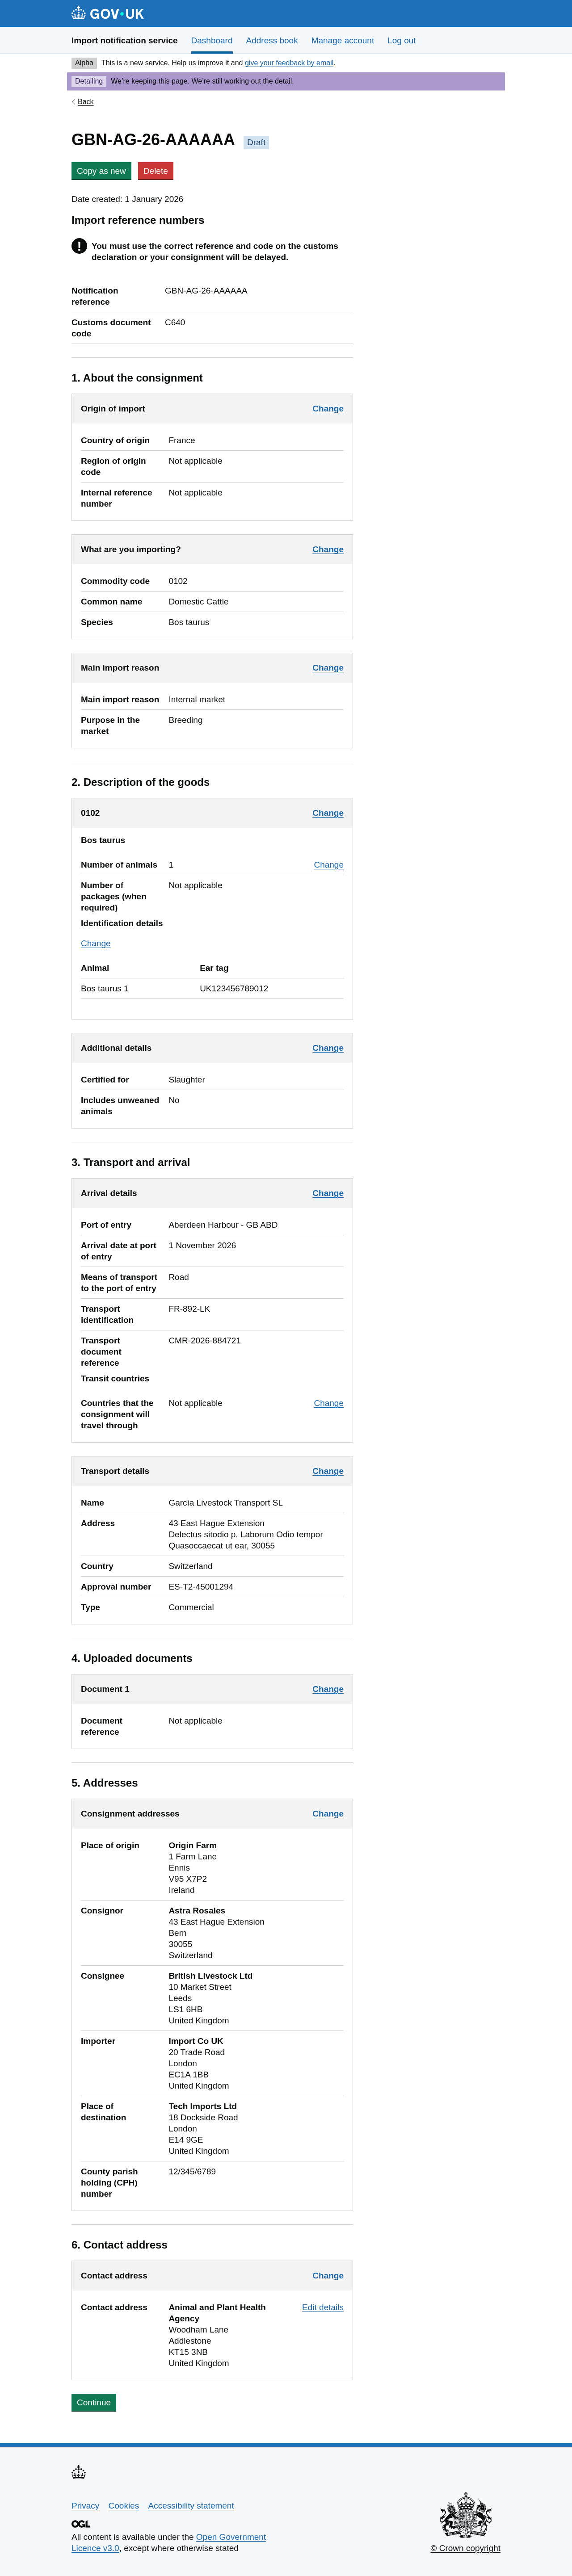 GOV·UK
Import notification service Dashboard Address book Manage account Log out
Alpha This is a new service. Help us improve it and give your feedback by email.
Detailing We're keeping this page. We're still working out the detail.
Back
GBN-AG-26-AAAAAA Draft
Copy as new Delete
Date created: 1 January 2026
Import reference numbers
! You must use the correct reference and code on the customs
declaration or your consignment will be delayed.
Notification GBN-AG-26-AAAAAA
reference
Customs document C640
code
1. About the consignment
Origin of import Change
Country of origin France
Region of origin Not applicable
code
Internal reference Not applicable
number
What are you importing? Change
Commodity code 0102
Common name Domestic Cattle
Species Bos taurus
Main import reason Change
Main import reason Internal market
Purpose in the Breeding
market
2. Description of the goods
0102 Change
Bos taurus
Number of animals 1 Change
Number of Not applicable
packages (when
required)
Identification details
Change
Animal Ear tag
Bos taurus 1 UK123456789012
Additional details Change
Certified for Slaughter
Includes unweaned No
animals
3. Transport and arrival
Arrival details Change
Port of entry Aberdeen Harbour - GB ABD
Arrival date at port 1 November 2026
of entry
Means of transport Road
to the port of entry
Transport FR-892-LK
identification
Transport CMR-2026-884721
document
reference
Transit countries
Countries that the Not applicable Change
consignment will
travel through
Transport details Change
Name García Livestock Transport SL
Address 43 East Hague Extension
Delectus sitodio p. Laborum Odio tempor
Quasoccaecat ut ear, 30055
Country Switzerland
Approval number ES-T2-45001294
Type Commercial
4. Uploaded documents
Document 1 Change
Document Not applicable
reference
5. Addresses
Consignment addresses Change
Place of origin Origin Farm
1 Farm Lane
Ennis
V95 X7P2
Ireland
Consignor Astra Rosales
43 East Hague Extension
Bern
30055
Switzerland
Consignee British Livestock Ltd
10 Market Street
Leeds
LS1 6HB
United Kingdom
Importer Import Co UK
20 Trade Road
London
EC1A 1BB
United Kingdom
Place of Tech Imports Ltd
destination 18 Dockside Road
London
E14 9GE
United Kingdom
County parish 12/345/6789
holding (CPH)
number
6. Contact address
Contact address Change
Contact address Animal and Plant Health Edit details
Agency
Woodham Lane
Addlestone
KT15 3NB
United Kingdom
Continue
Privacy Cookies Accessibility statement
OGL
All content is available under the Open Government
Licence v3.0, except where otherwise stated
© Crown copyright